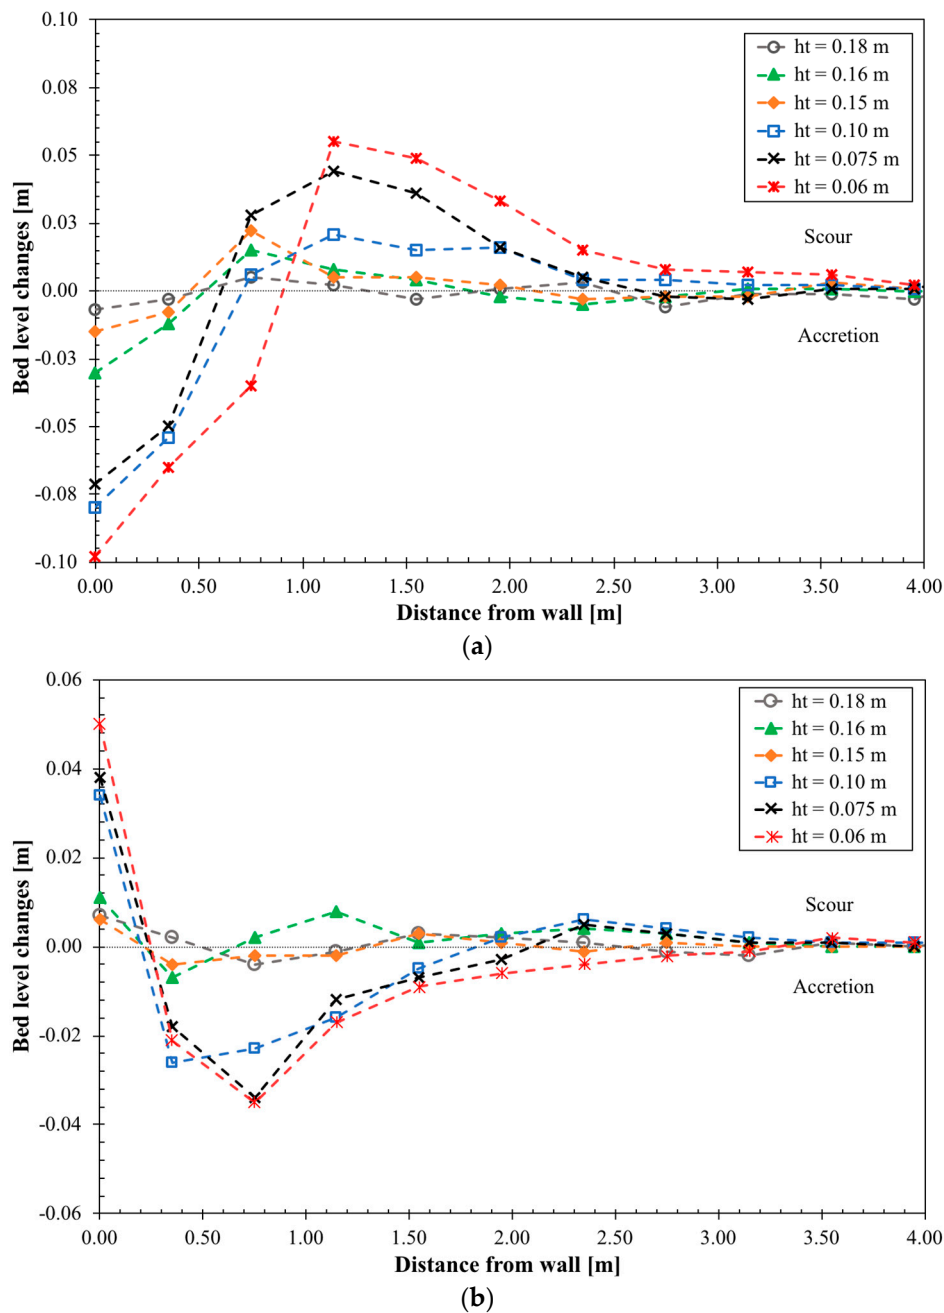 0.10
0.08
0.05
0.03
0.00
-0.03
-0.05
-0.08
-0.10
Bed level changes [m]
ht = 0.18 m
ht = 0.16 m
ht = 0.15 m
ht = 0.10 m
ht = 0.075 m
ht = 0.06 m
Scour
Accretion
0.00 0.50 1.00 1.50 2.00 2.50 3.00 3.50 4.00
Distance from wall [m]
(a)
0.06
0.04
0.02
0.00
-0.02
-0.04
-0.06
Bed level changes [m]
ht = 0.18 m
ht = 0.16 m
ht = 0.15 m
ht = 0.10 m
ht = 0.075 m
ht = 0.06 m
Scour
Accretion
0.00 0.50 1.00 1.50 2.00 2.50 3.00 3.50 4.00
Distance from wall [m]
(b)